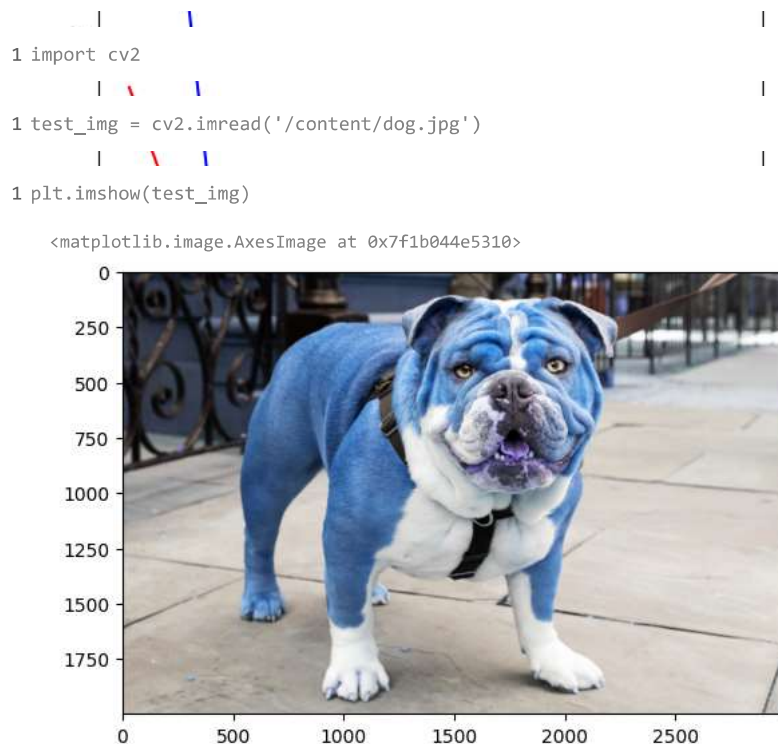 1 import cv2
1 test_img = cv2.imread('/content/dog.jpg')
1 plt.imshow(test_img)
<matplotlib.image.AxesImage at 0x7f1b044e5310>
0
250
500
750
1000
1250
1500
1750
0 500 1000 1500 2000 2500